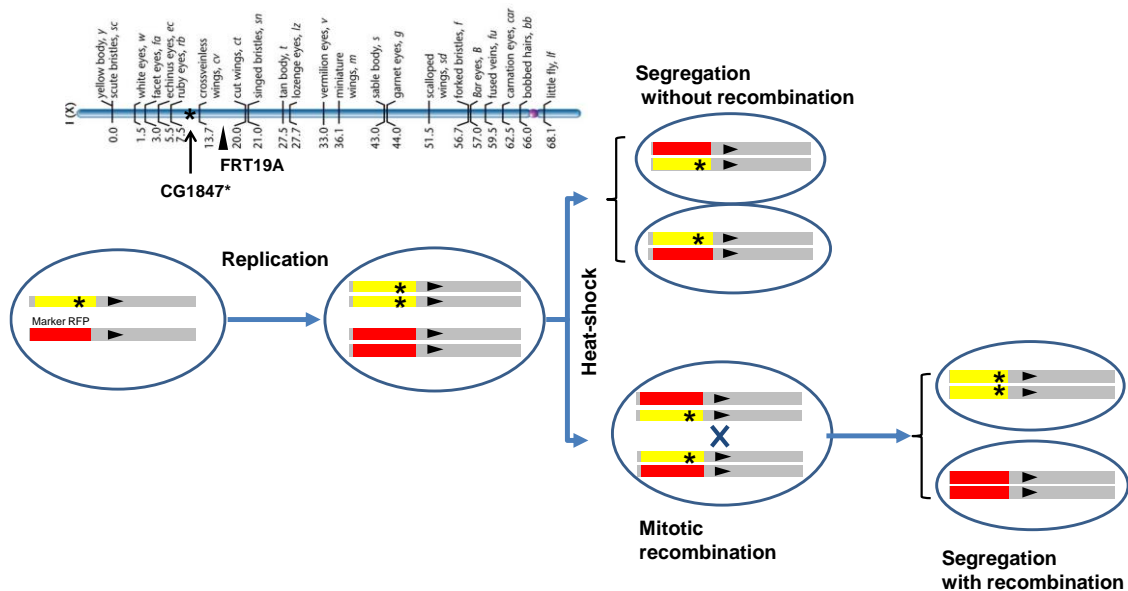 yellow body, y
scute bristles, sc
white eyes, w
facet eyes, fa
echinus eyes, ec
ruby eyes, rb
crossveinless
wings, cv
cut wings, ct
singed bristles, sn
tan body, t
lozenge eyes, lz
vermilion eyes, v
miniature
wings, m
sable body, s
garnet eyes, g
scalloped
wings, sd
forked bristles, f
Bar eyes, B
fused veins, fu
carnation eyes, car
bobbed hairs, bb
little fly, lf
I (X)
*
0.0
1.5
3.0
5.5
7.5
13.7
20.0
21.0
27.5
27.7
33.0
36.1
43.0
44.0
51.5
56.7
57.0
59.5
62.5
66.0
68.1
FRT19A
CG1847*
Segregation
without recombination
*
*
Replication
Heat-shock
*
Marker RFP
*
*
*
*
*
*
Mitotic
recombination
Segregation
with recombination